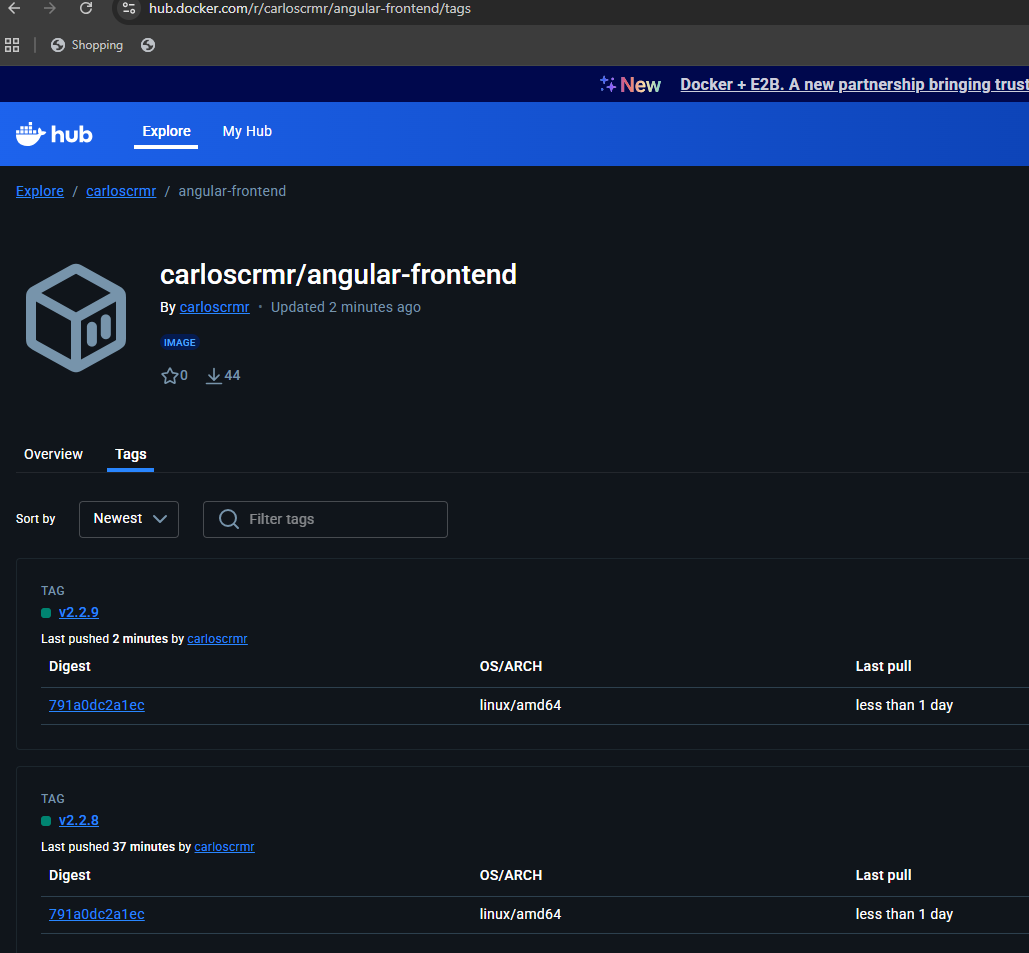 hub.docker.com/r/carloscrmr/angular-frontend/tags
Shopping
New Docker + E2B. A new partnership bringing trust
hub Explore My Hub
Explore / carloscrmr / angular-frontend
carloscrmr/angular-frontend
By carloscrmr • Updated 2 minutes ago
IMAGE
0 44
Overview Tags
Sort by Newest Filter tags
TAG
v2.2.9
Last pushed 2 minutes by carloscrmr
Digest OS/ARCH Last pull
791a0dc2a1ec linux/amd64 less than 1 day
TAG
v2.2.8
Last pushed 37 minutes by carloscrmr
Digest OS/ARCH Last pull
791a0dc2a1ec linux/amd64 less than 1 day